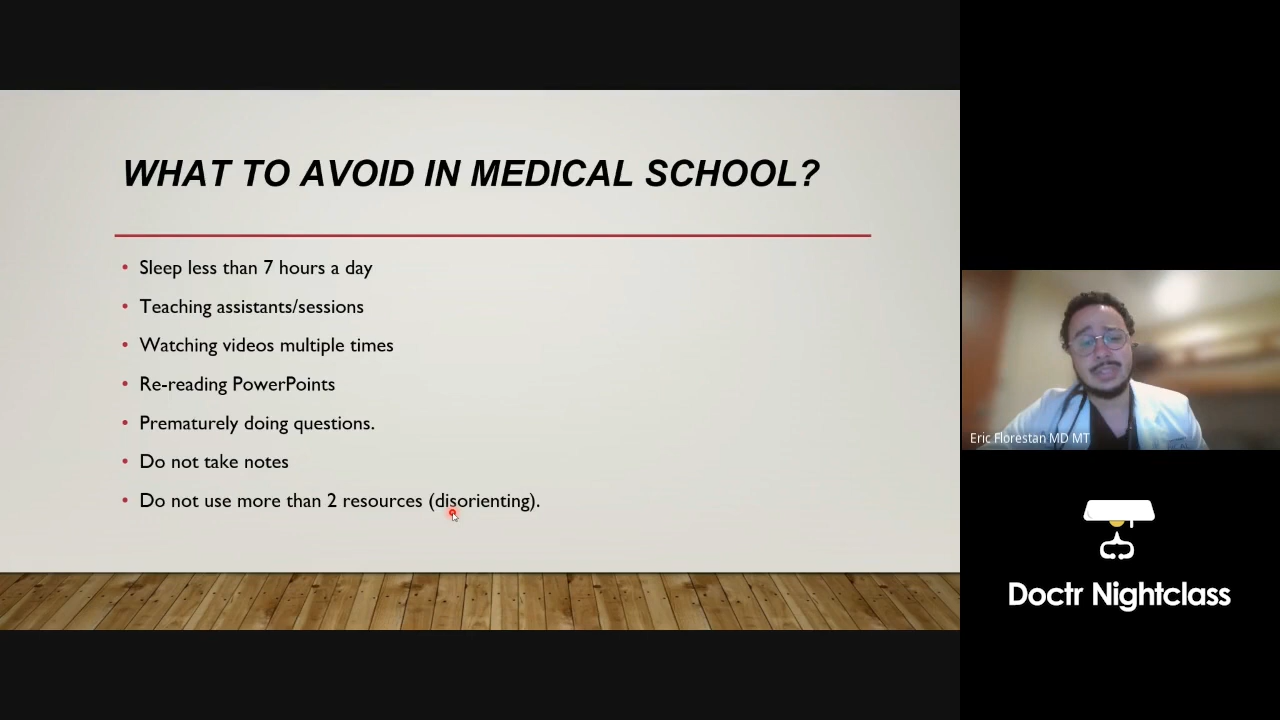 WHAT TO AVOID IN MEDICAL SCHOOL?
• Sleep less than 7 hours a day
• Teaching assistants/sessions
• Watching videos multiple times
• Re-reading PowerPoints
• Prematurely doing questions.
• Do not take notes
• Do not use more than 2 resources (disorienting).
Eric Florestan MD MT
Doctr Nightclass